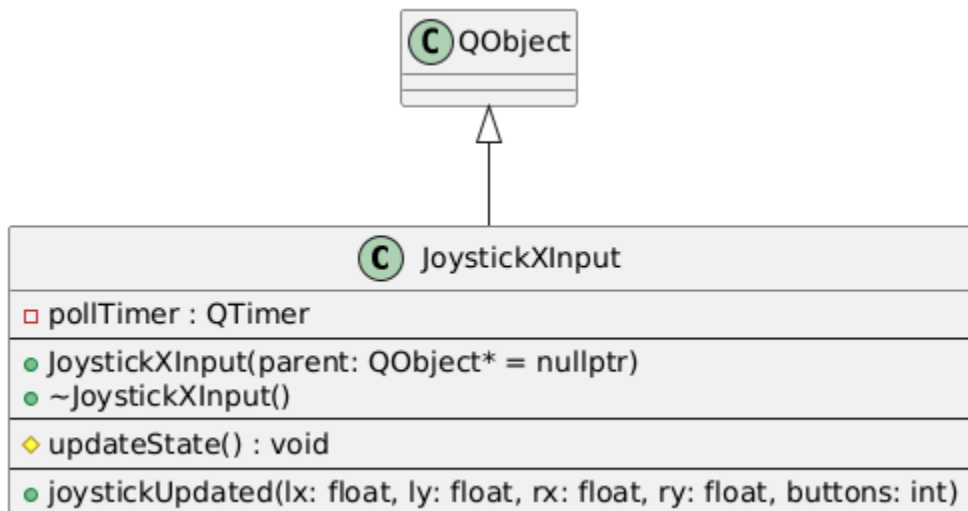 C QObject
C JoystickXInput
pollTimer : QTimer
JoystickXInput(parent: QObject* = nullptr)
~JoystickXInput()
updateState() : void
joystickUpdated(lx: float, ly: float, rx: float, ry: float, buttons: int)